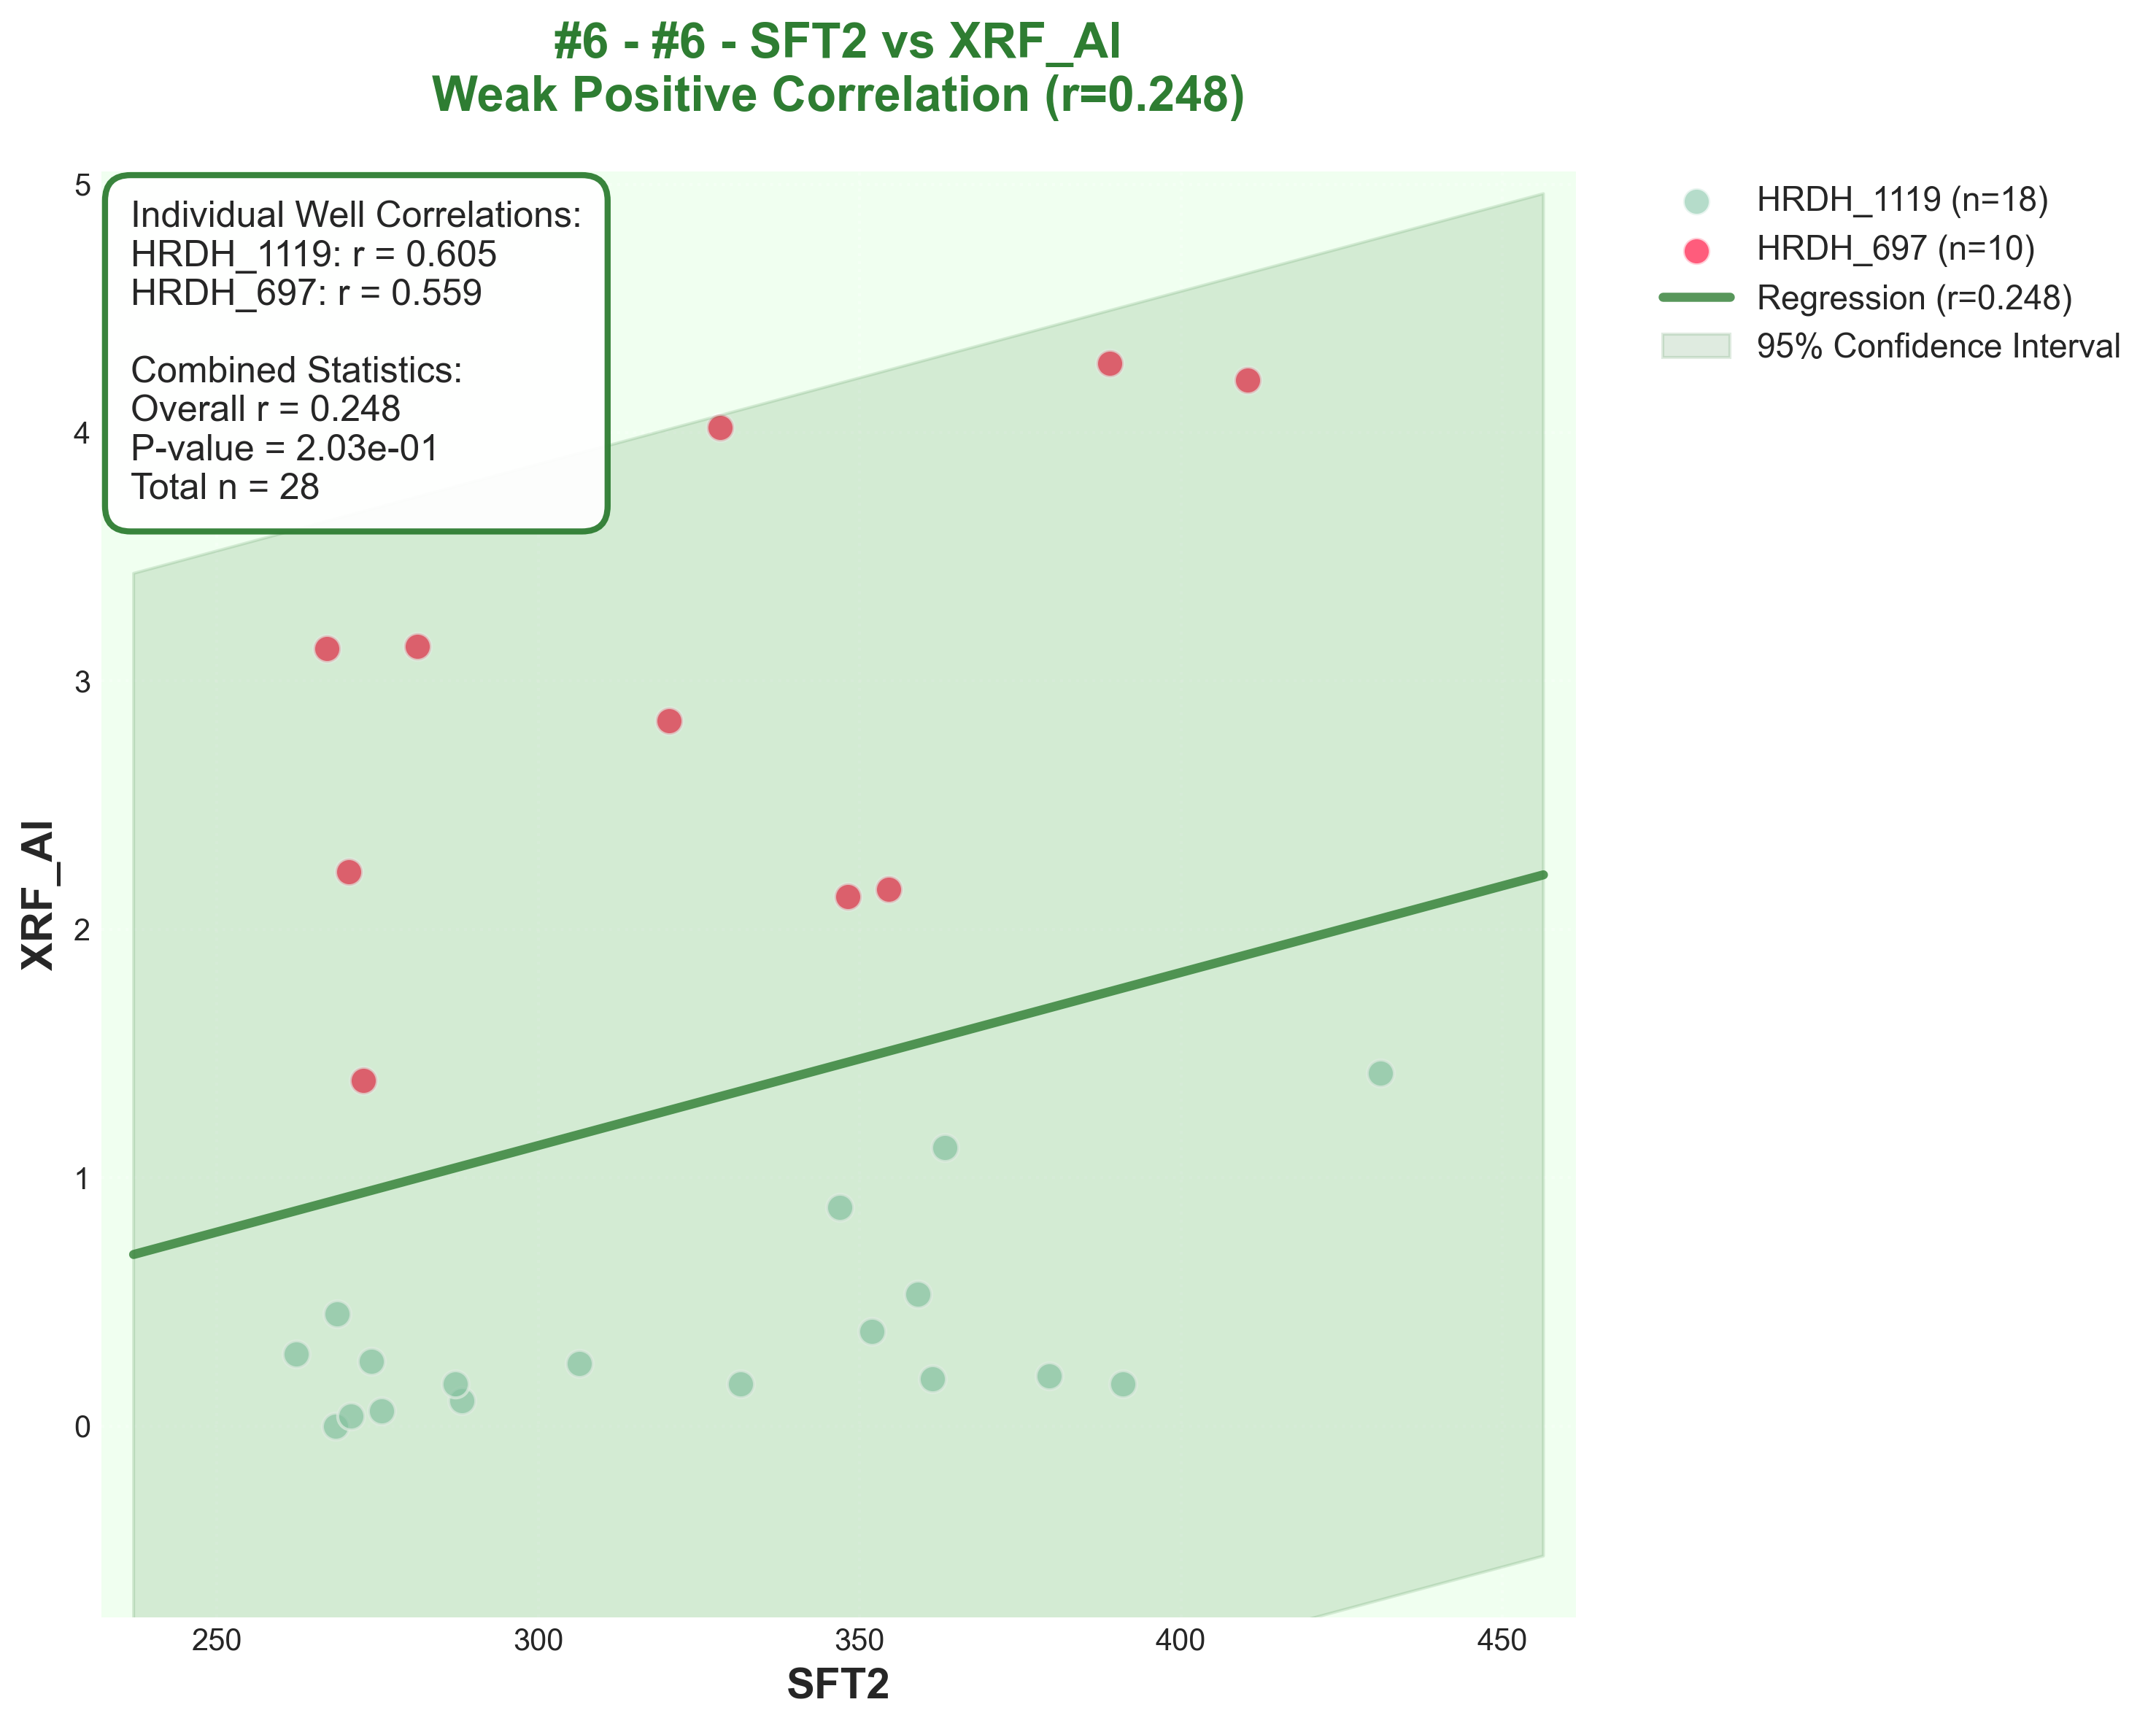 #6 - #6 - SFT2 vs XRF_Al
Weak Positive Correlation (r=0.248)
Individual Well Correlations:
HRDH_1119: r = 0.605
HRDH_697: r = 0.559
Combined Statistics:
Overall r = 0.248
P-value = 2.03e-01
Total n = 28
HRDH_1119 (n=18)
HRDH_697 (n=10)
Regression (r=0.248)
95% Confidence Interval
XRF_Al
5
4
3
2
1
0
250 300 350 400 450
SFT2